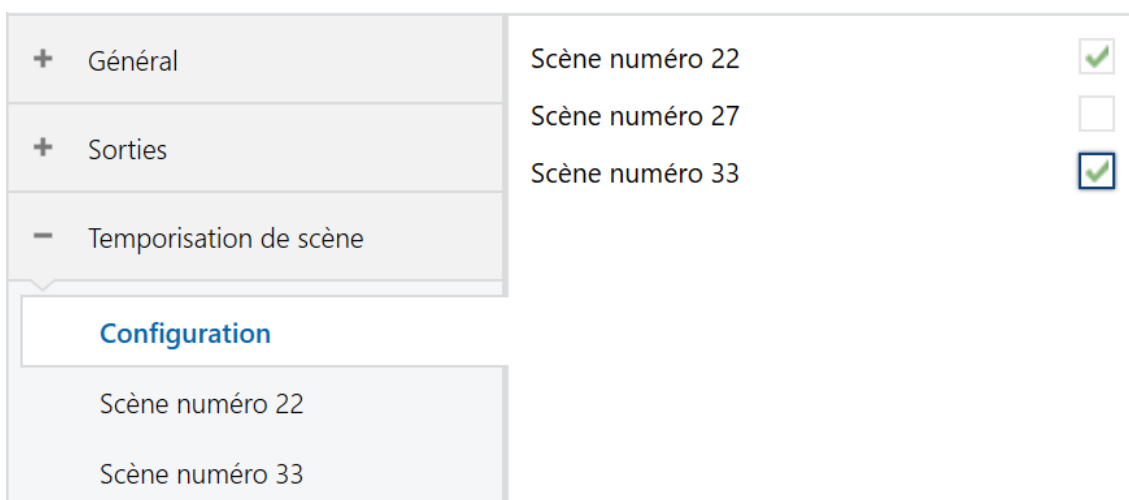 Général
Sorties
Temporisation de scène
Configuration
Scène numéro 22
Scène numéro 33
Scène numéro 22
Scène numéro 27
Scène numéro 33